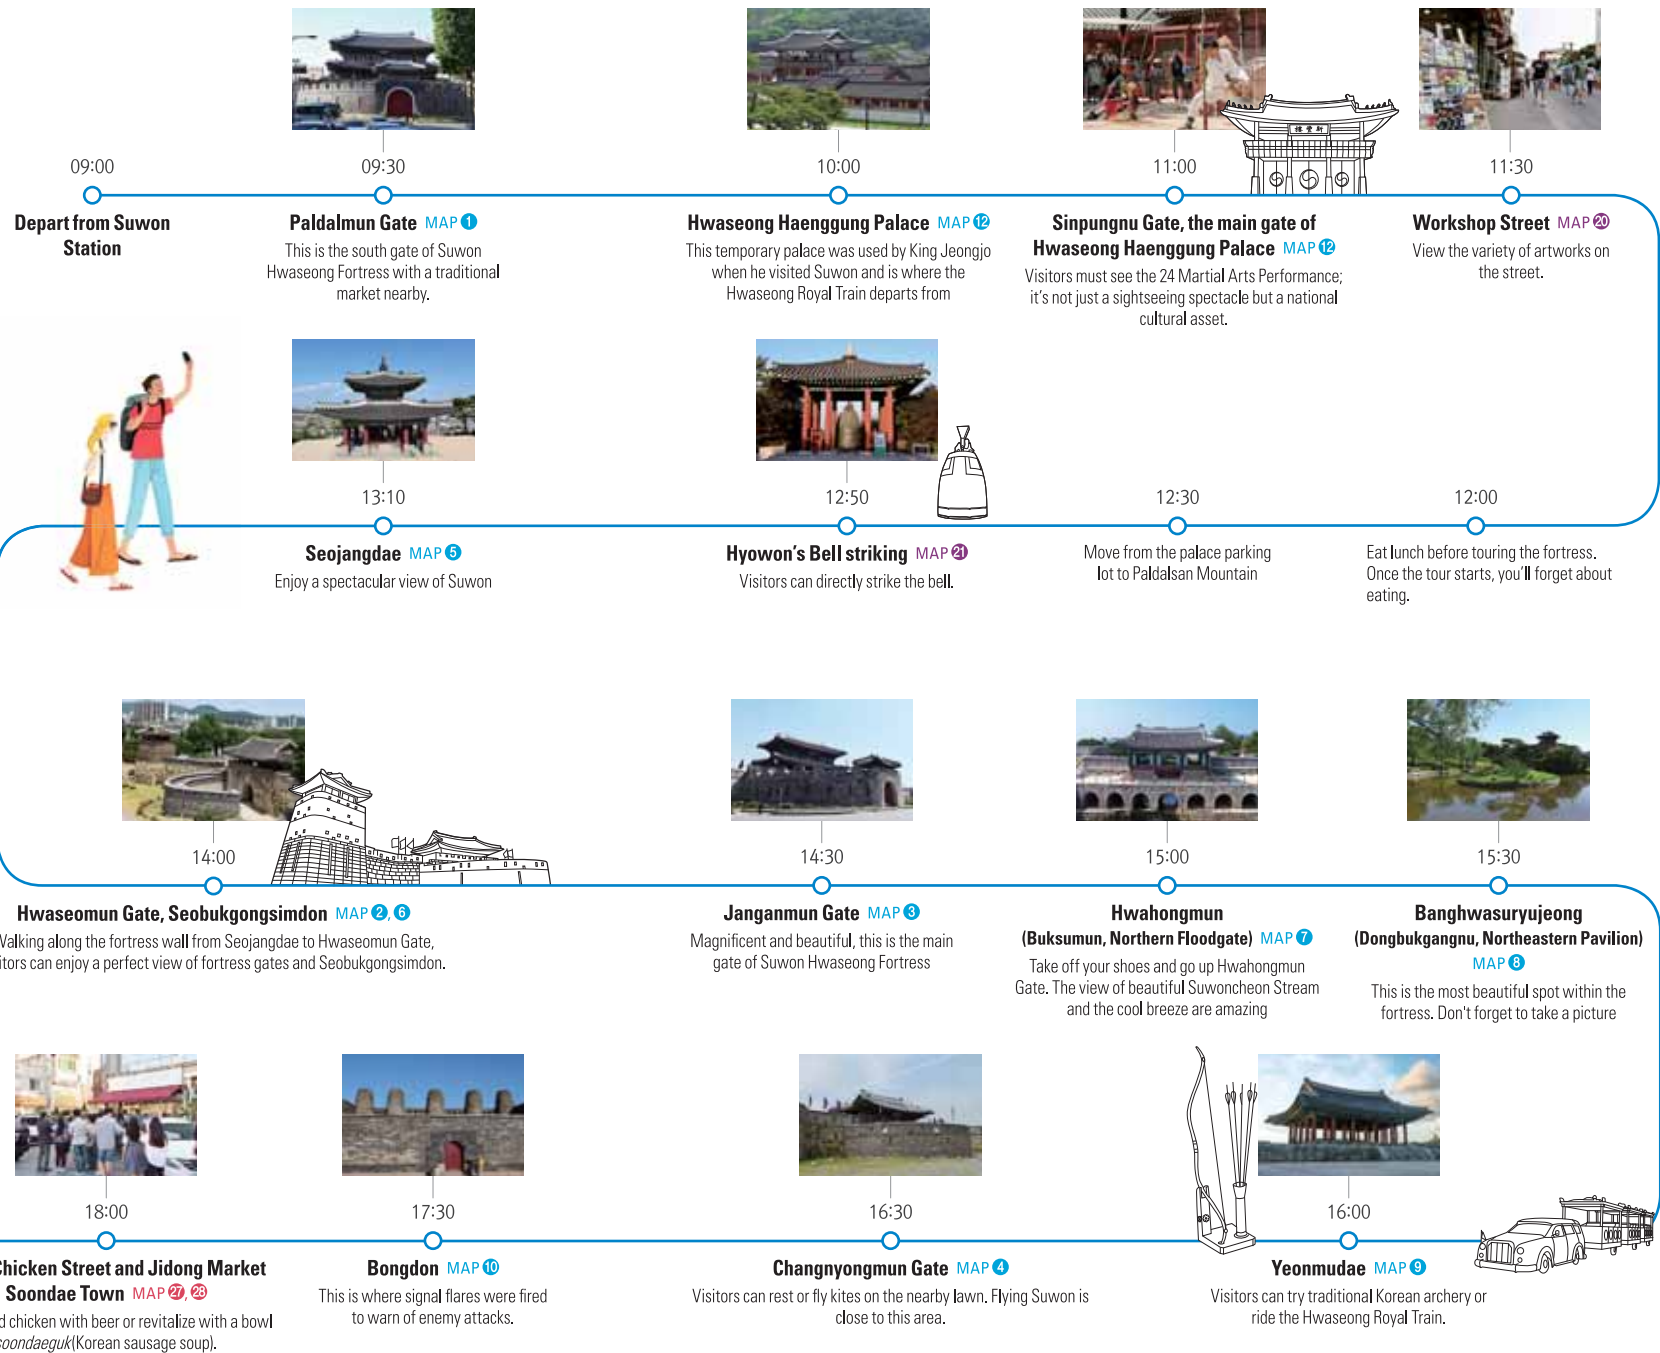 09:00
Depart from Suwon
Station
09:30
Paldalmun Gate MAP 1
This is the south gate of Suwon
Hwaseong Fortress with a traditional
market nearby.
10:00
Hwaseong Haenggung Palace MAP 12
This temporary palace was used by King Jeongjo
when he visited Suwon and is where the
Hwaseong Royal Train departs from
11:00
Sinpungnu Gate, the main gate of
Hwaseong Haenggung Palace MAP 12
Visitors must see the 24 Martial Arts Performance;
it's not just a sightseeing spectacle but a national
cultural asset.
樓豐新
11:30
Workshop Street MAP 20
View the variety of artworks on
the street.
12:00
Eat lunch before touring the fortress.
Once the tour starts, you'll forget about
eating.
12:30
Move from the palace parking
lot to Paldalsan Mountain
12:50
Hyowon's Bell striking MAP 21
Visitors can directly strike the bell.
13:10
Seojangdae MAP 5
Enjoy a spectacular view of Suwon
14:00
Hwaseomun Gate, Seobukgongsimdon MAP 2, 6
Walking along the fortress wall from Seojangdae to Hwaseomun Gate,
itors can enjoy a perfect view of fortress gates and Seobukgongsimdon.
14:30
Janganmun Gate MAP 3
Magnificent and beautiful, this is the main
gate of Suwon Hwaseong Fortress
15:00
Hwahongmun
(Buksumun, Northern Floodgate) MAP 7
Take off your shoes and go up Hwahongmun
Gate. The view of beautiful Suwoncheon Stream
and the cool breeze are amazing
15:30
Banghwasuryujeong
(Dongbukgangnu, Northeastern Pavilion)
MAP 8
This is the most beautiful spot within the
fortress. Don't forget to take a picture
16:00
Yeonmudae MAP 9
Visitors can try traditional Korean archery or
ride the Hwaseong Royal Train.
16:30
Changnyongmun Gate MAP 4
Visitors can rest or fly kites on the nearby lawn. Flying Suwon is
close to this area.
17:30
Bongdon MAP 10
This is where signal flares were fired
to warn of enemy attacks.
18:00
Chicken Street and Jidong Market
Soondae Town MAP 27, 28
d chicken with beer or revitalize with a bowl
soondaeguk(Korean sausage soup).